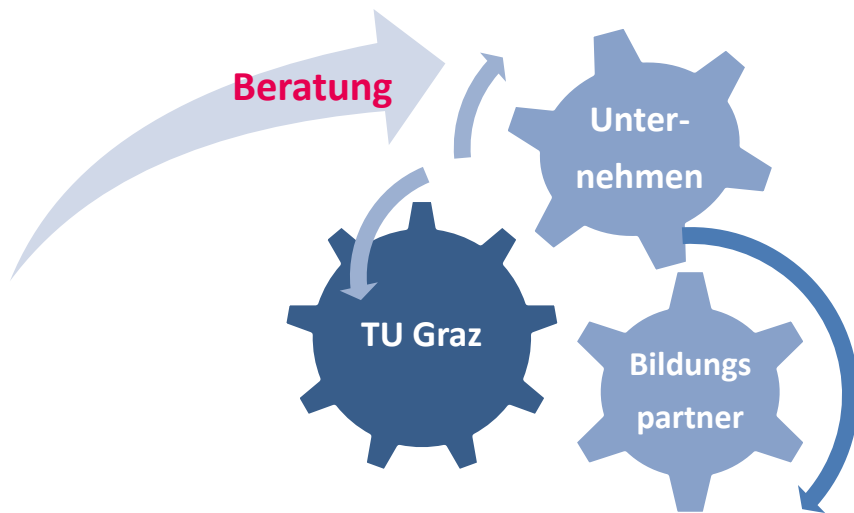 Beratung
Unter-
nehmen
TU Graz
Bildungs
partner